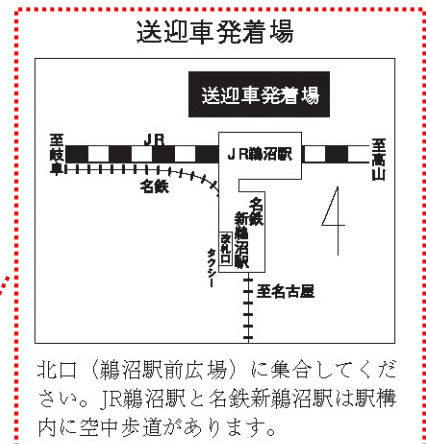 送迎車発着場
送迎車発着場
至岐阜
JR
JR鵜沼駅
至高山
名鉄
名鉄
新鵜沼駅
改札口
タクシー
至名古屋
北口（鵜沼駅前広場）に集合してくだ
さい。JR鵜沼駅と名鉄新鵜沼駅は駅構
内に空中歩道があります。